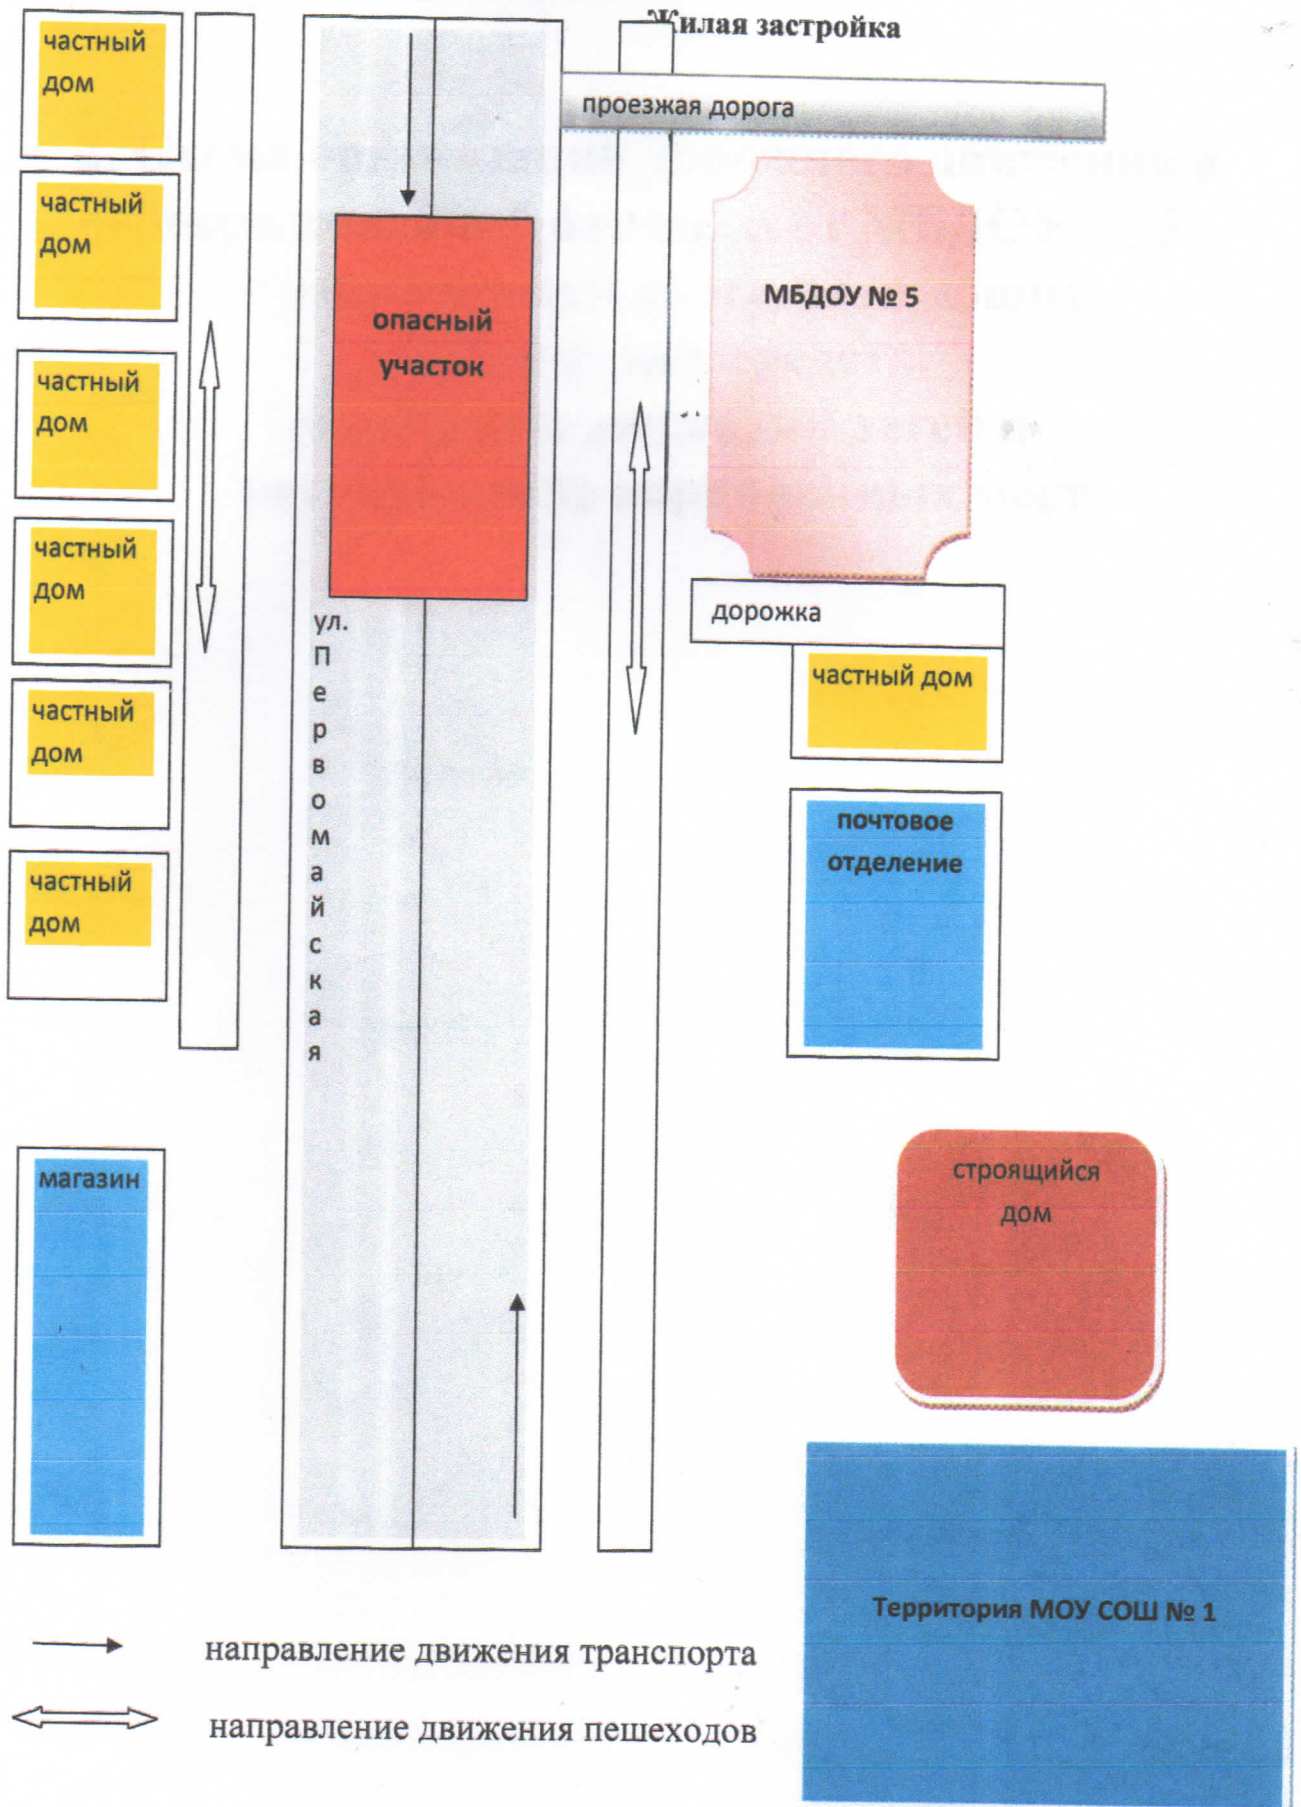 Жилая застройка
частный
дом
проезжая дорога
частный
дом
МБДОУ № 5
опасный
участок
частный
дом
частный
дом
дорожка
ул.
П
е
р
в
о
м
а
й
с
к
а
я
частный дом
частный
дом
почтовое
отделение
частный
дом
магазин
строящийся
дом
Территория МОУ СОШ № 1
направление движения транспорта
направление движения пешеходов